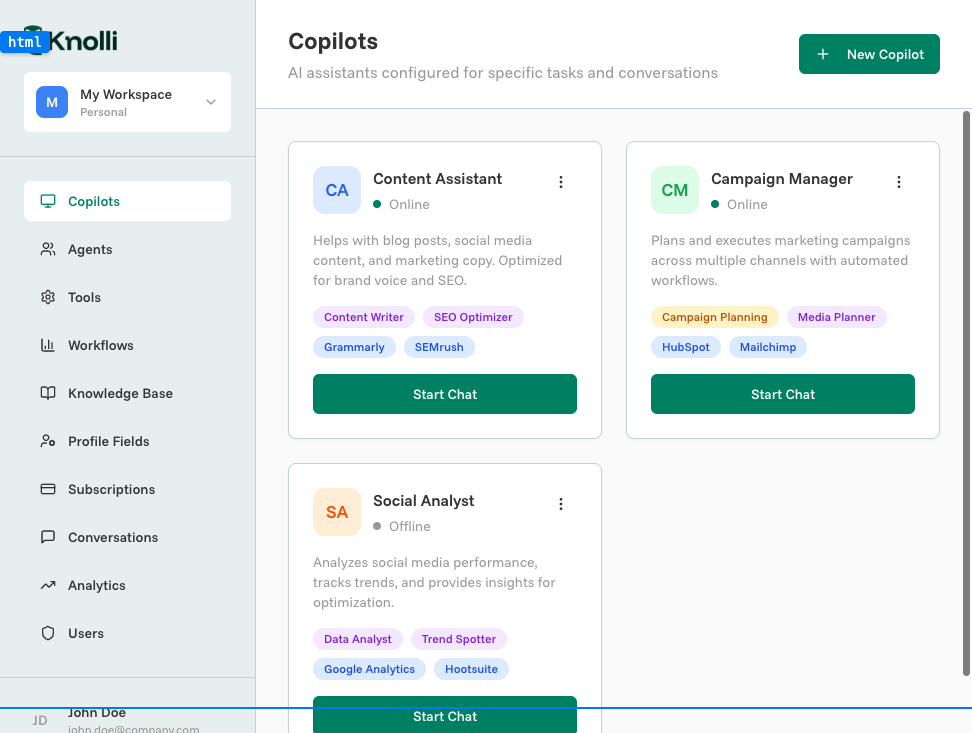 html
Knolli
M
My Workspace
Personal
Copilots
Agents
Tools
Workflows
Knowledge Base
Profile Fields
Subscriptions
Conversations
Analytics
Users
JD
John Doe
john.doe@company.com
Copilots
AI assistants configured for specific tasks and conversations
+ New Copilot
CA
Content Assistant
Online
Helps with blog posts, social media
content, and marketing copy. Optimized
for brand voice and SEO.
Content Writer
SEO Optimizer
Grammarly
SEMrush
Start Chat
CM
Campaign Manager
Online
Plans and executes marketing campaigns
across multiple channels with automated
workflows.
Campaign Planning
Media Planner
HubSpot
Mailchimp
Start Chat
SA
Social Analyst
Offline
Analyzes social media performance,
tracks trends, and provides insights for
optimization.
Data Analyst
Trend Spotter
Google Analytics
Hootsuite
Start Chat